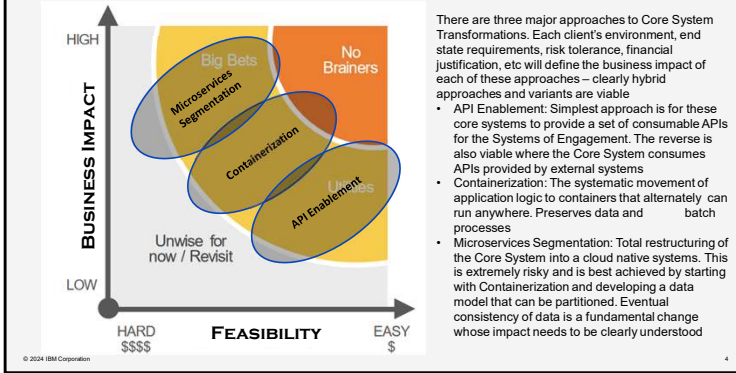 HIGH
BUSINESS IMPACT
LOW
Big Bets
No
Brainers
Microservices
Segmentation
Containerization
Utilities
API Enablement
Unwise for
now / Revisit
HARD
$$$$
FEASIBILITY
EASY
$
There are three major approaches to Core System
Transformations. Each client's environment, end
state requirements, risk tolerance, financial
justification, etc will define the business impact of
each of these approaches – clearly hybrid
approaches and variants are viable
• API Enablement: Simplest approach is for these
core systems to provide a set of consumable APIs
for the Systems of Engagement. The reverse is
also viable where the Core System consumes
APIs provided by external systems
• Containerization: The systematic movement of
application logic to containers that alternately can
run anywhere. Preserves data and batch
processes
• Microservices Segmentation: Total restructuring of
the Core System into a cloud native systems. This
is extremely risky and is best achieved by starting
with Containerization and developing a data
model that can be partitioned. Eventual
consistency of data is a fundamental change
whose impact needs to be clearly understood
© 2024 IBM Corporation
4